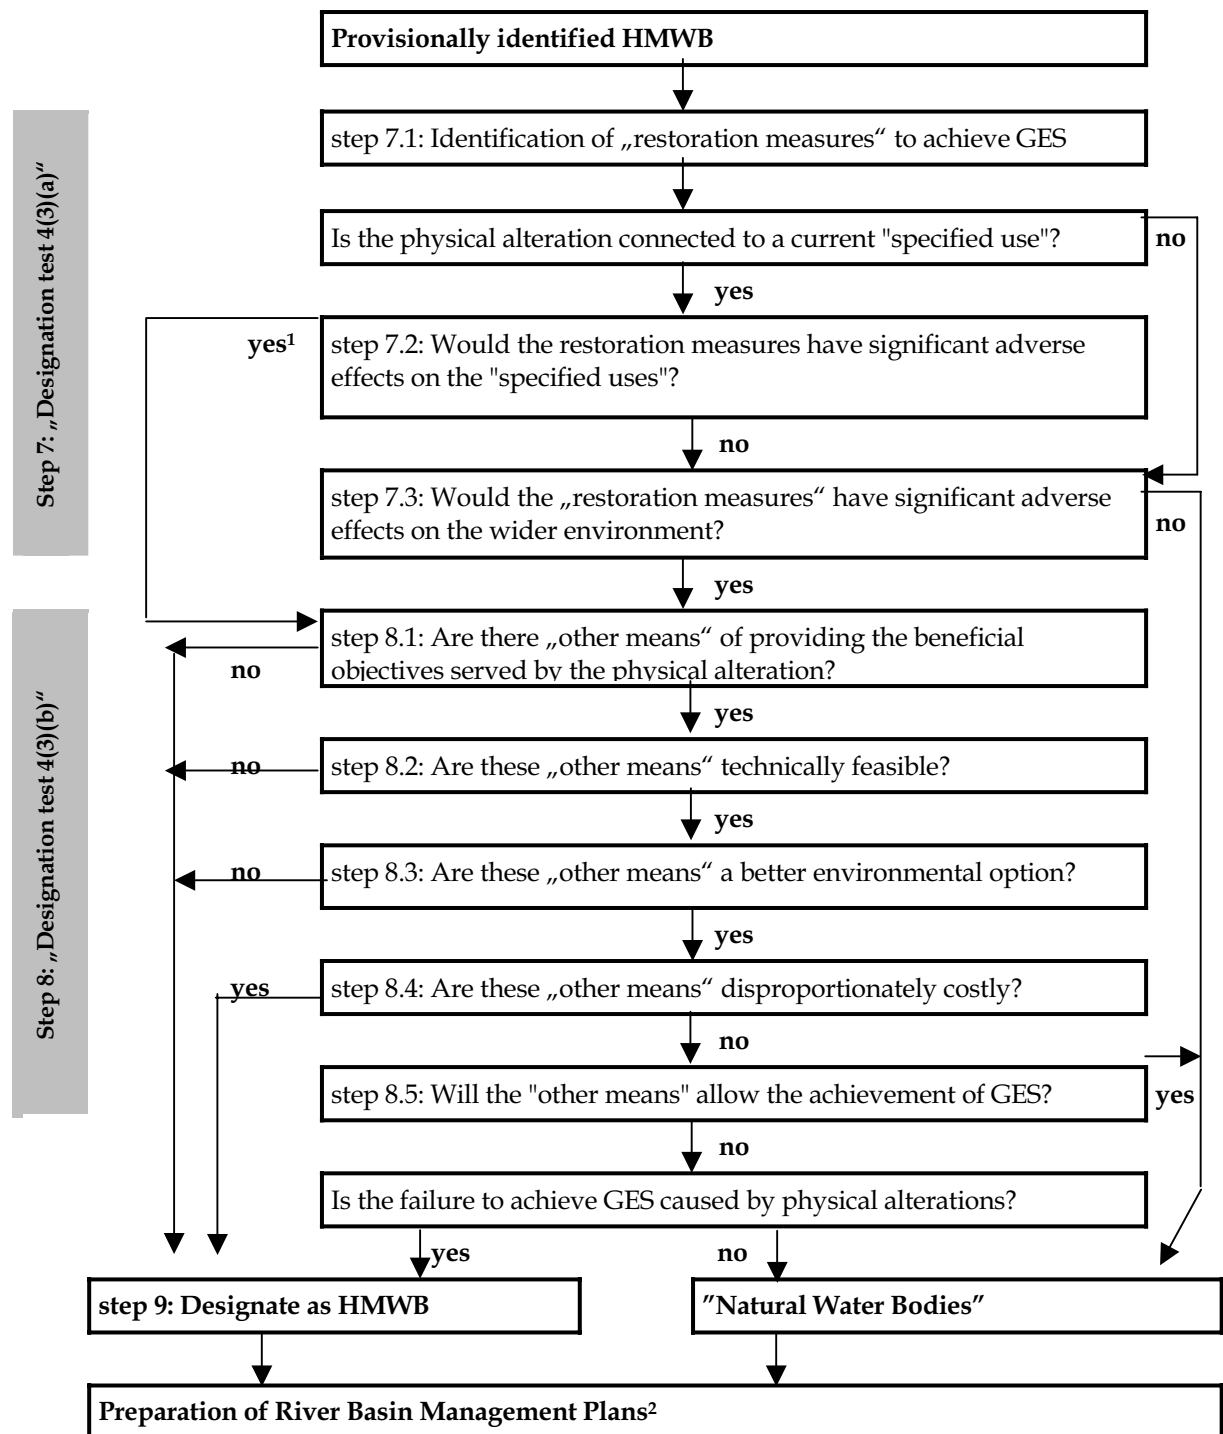 Provisionally identified HMWB
Step 7: „Designation test 4(3)(a)“
step 7.1: Identification of „restoration measures“ to achieve GES
Is the physical alteration connected to a current "specified use"?
no
yes
yes¹
step 7.2: Would the restoration measures have significant adverse
effects on the "specified uses"?
no
step 7.3: Would the „restoration measures“ have significant adverse
effects on the wider environment?
no
yes
Step 8: „Designation test 4(3)(b)“
step 8.1: Are there „other means“ of providing the beneficial
objectives served by the physical alteration?
no
yes
step 8.2: Are these „other means“ technically feasible?
no
yes
step 8.3: Are these „other means“ a better environmental option?
no
yes
step 8.4: Are these „other means“ disproportionately costly?
yes
no
step 8.5: Will the "other means" allow the achievement of GES?
yes
no
Is the failure to achieve GES caused by physical alterations?
yes
no
step 9: Designate as HMWB
”Natural Water Bodies”
Preparation of River Basin Management Plans²